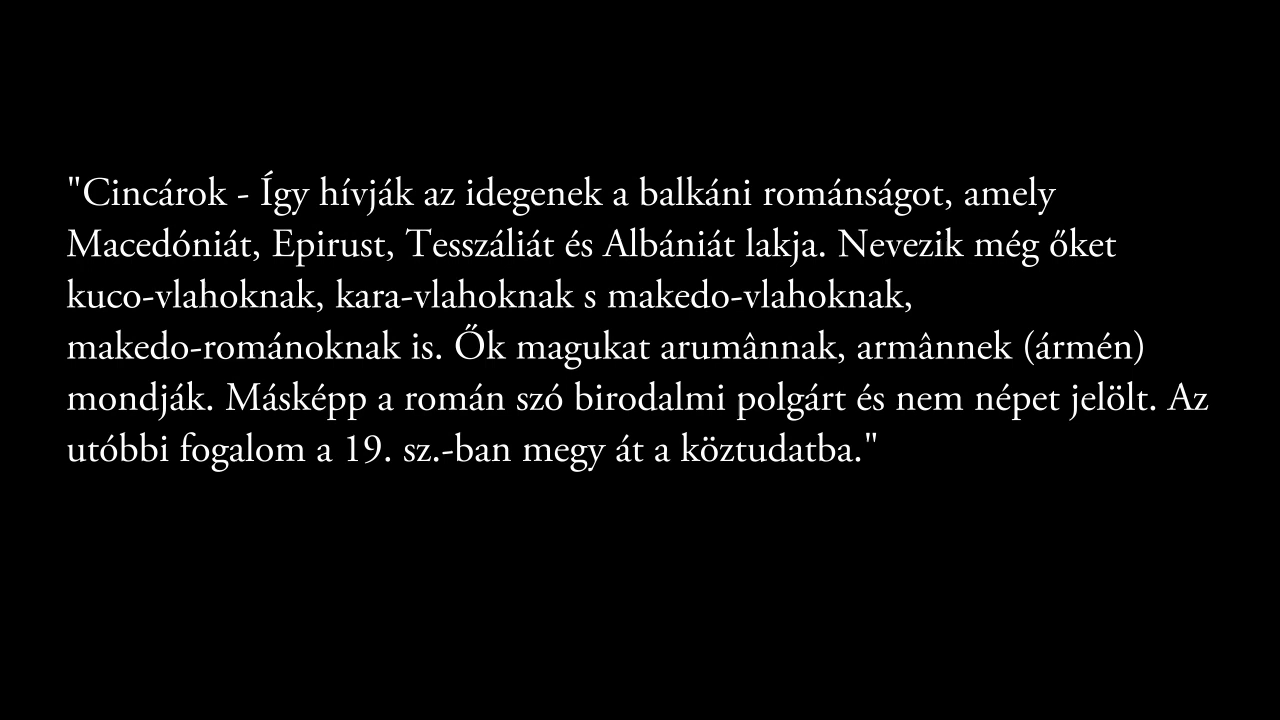 "Cincárok - Így hívják az idegenek a balkáni románságot, amely
Macedóniát, Epirust, Tesszáliát és Albániát lakja. Nevezik még őket
kuco-vlahoknak, kara-vlahoknak s makedo-vlahoknak,
makedo-románoknak is. Ők magukat arumânnak, armânnek (ármén)
mondják. Másképp a román szó birodalmi polgárt és nem népet jelölt. Az
utóbbi fogalom a 19. sz.-ban megy át a köztudatba."